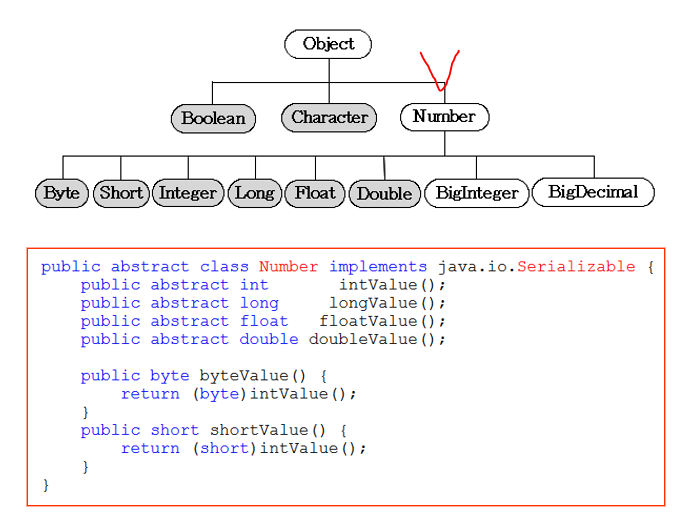 Object
Boolean Character Number
Byte Short Integer Long Float Double BigInteger BigDecimal
public abstract class Number implements java.io.Serializable {
    public abstract int       intValue();
    public abstract long     longValue();
    public abstract float   floatValue();
    public abstract double doubleValue();

    public byte byteValue() {
        return (byte)intValue();
    }
    public short shortValue() {
        return (short)intValue();
    }
}